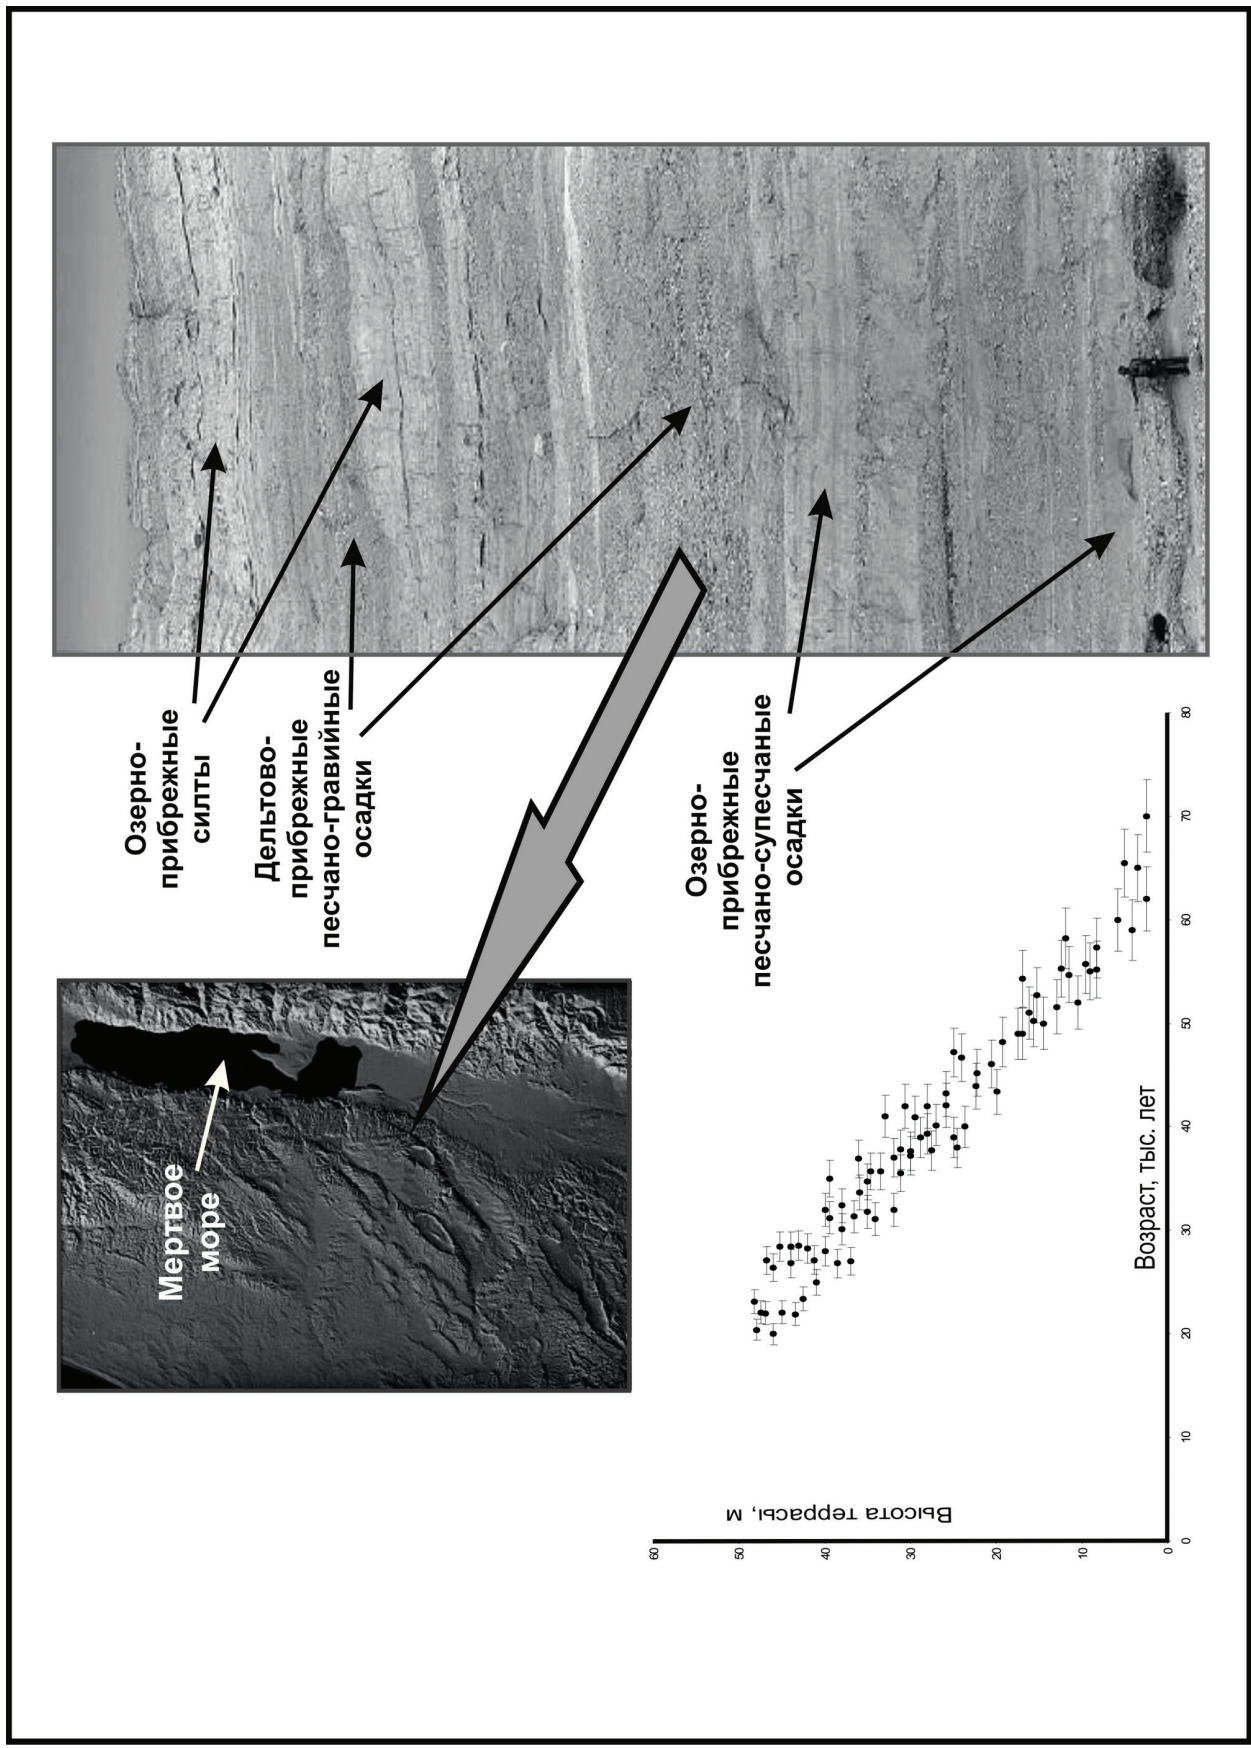 Мертвое
море
Озерно-
прибрежные
силты
Дельтово-
прибрежные
песчано-гравийные
осадки
Озерно-
прибрежные
песчано-супесчаные
осадки
Высота террасы, м
60
50
40
30
20
10
0
0
10
20
30
40
50
60
70
80
Возраст, тыс. лет